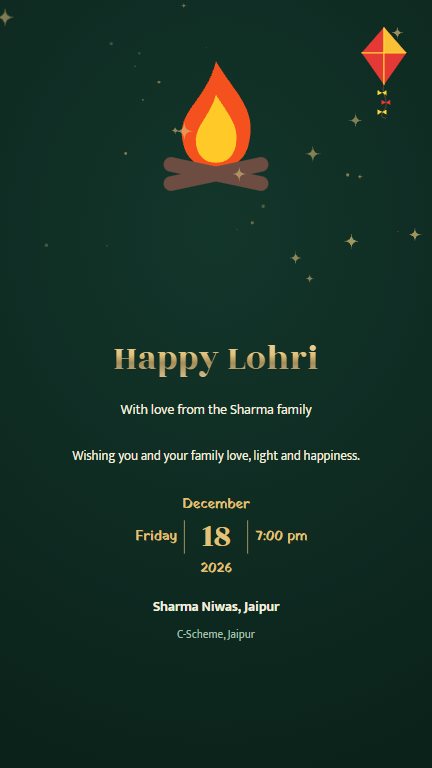 Happy Lohri
With love from the Sharma family
Wishing you and your family love, light and happiness.
December
Friday 18 7:00 pm
2026
Sharma Niwas, Jaipur
C-Scheme, Jaipur